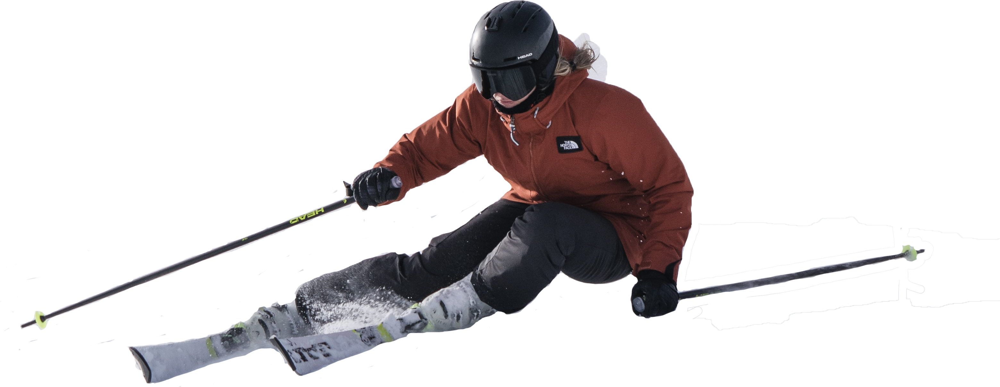 HEAD
THE
NORTH
FACE
HEAD